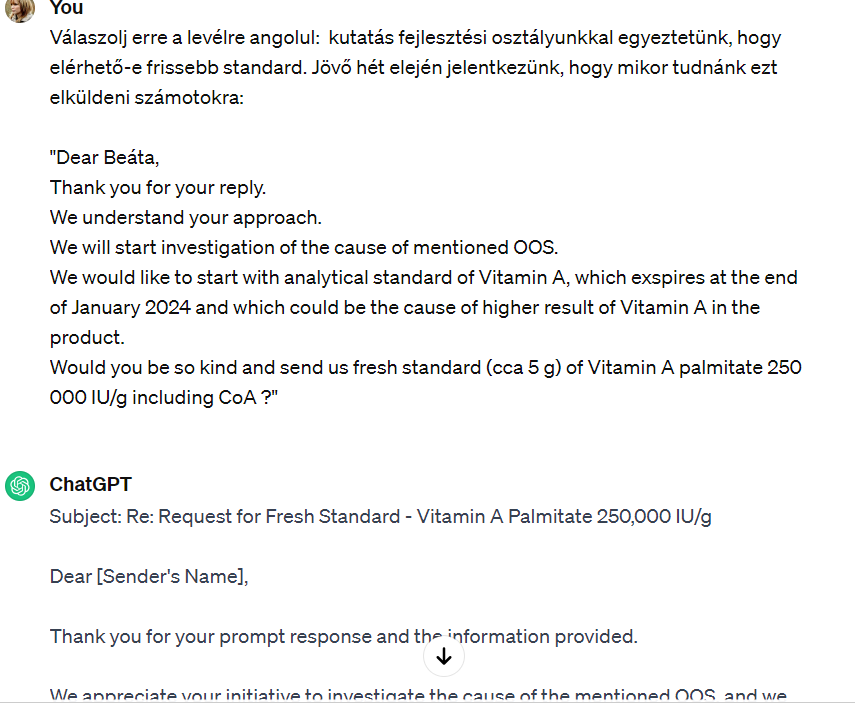 You
Válaszolj erre a levélre angolul:  kutatás fejlesztési osztályunkkal egyeztetünk, hogy
elérhető-e frissebb standard. Jövő hét elején jelentkezünk, hogy mikor tudnánk ezt
elküldeni számotokra:
"Dear Beáta,
Thank you for your reply.
We understand your approach.
We will start investigation of the cause of mentioned OOS.
We would like to start with analytical standard of Vitamin A, which exspires at the end
of January 2024 and which could be the cause of higher result of Vitamin A in the
product.
Would you be so kind and send us fresh standard (cca 5 g) of Vitamin A palmitate 250
000 IU/g including CoA ?"
ChatGPT
Subject: Re: Request for Fresh Standard - Vitamin A Palmitate 250,000 IU/g
Dear [Sender's Name],
Thank you for your prompt response and the information provided.
We appreciate your initiative to investigate the cause of the mentioned OOS, and we